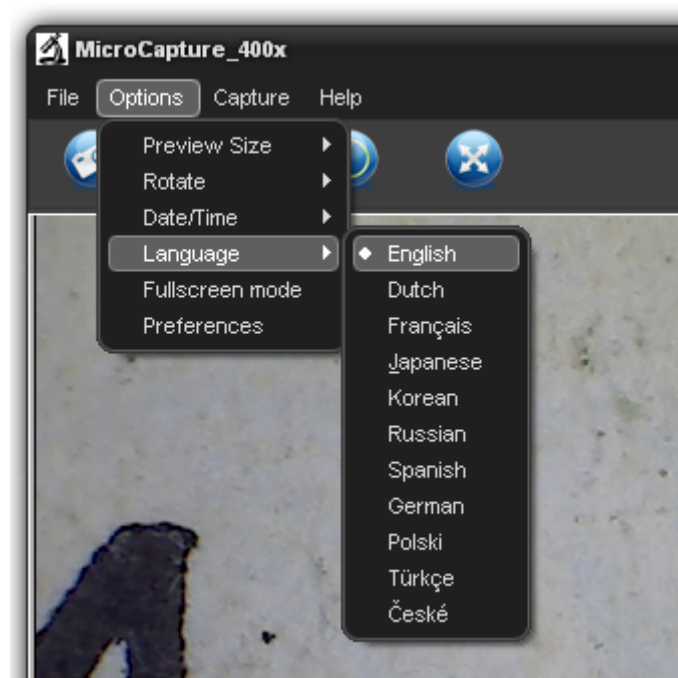 MicroCapture_400x
File Options Capture Help
Preview Size
Rotate
Date/Time
Language
Fullscreen mode
Preferences
English
Dutch
Français
Japanese
Korean
Russian
Spanish
German
Polski
Türkçe
České